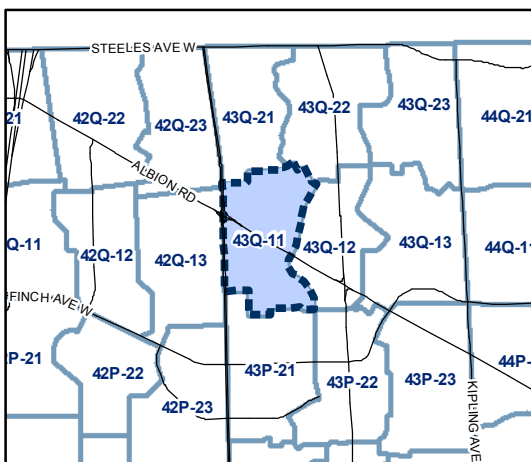 STEELES AVE W
21
42Q-22
42Q-23
43Q-21
43Q-22
43Q-23
44Q-21
ALBION RD
Q-11
42Q-12
42Q-13
43Q-11
43Q-12
43Q-13
44Q-11
FINCH AVE W
P-21
42P-22
42P-23
43P-21
43P-22
43P-23
44P-
KIPLING AVE